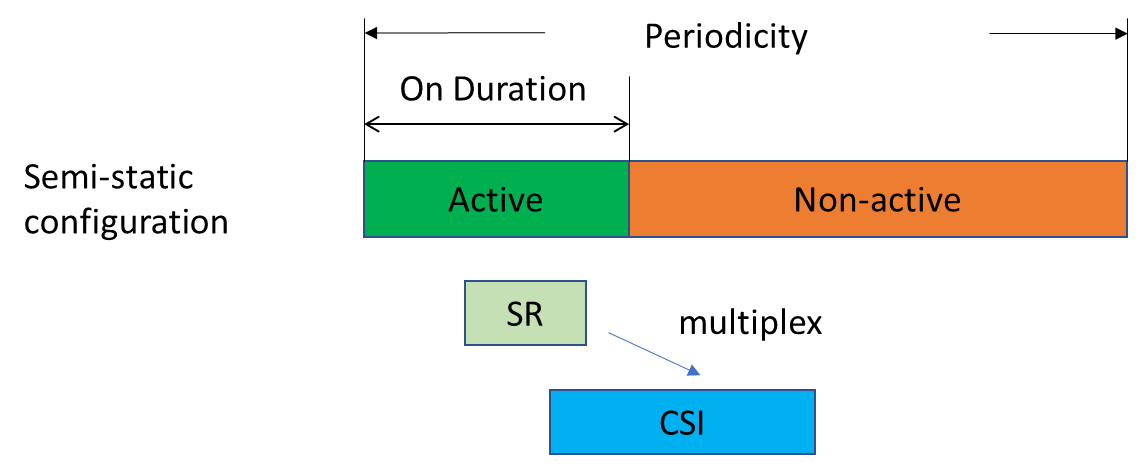 Periodicity
On Duration
Semi-static
configuration
Active
Non-active
SR
multiplex
CSI